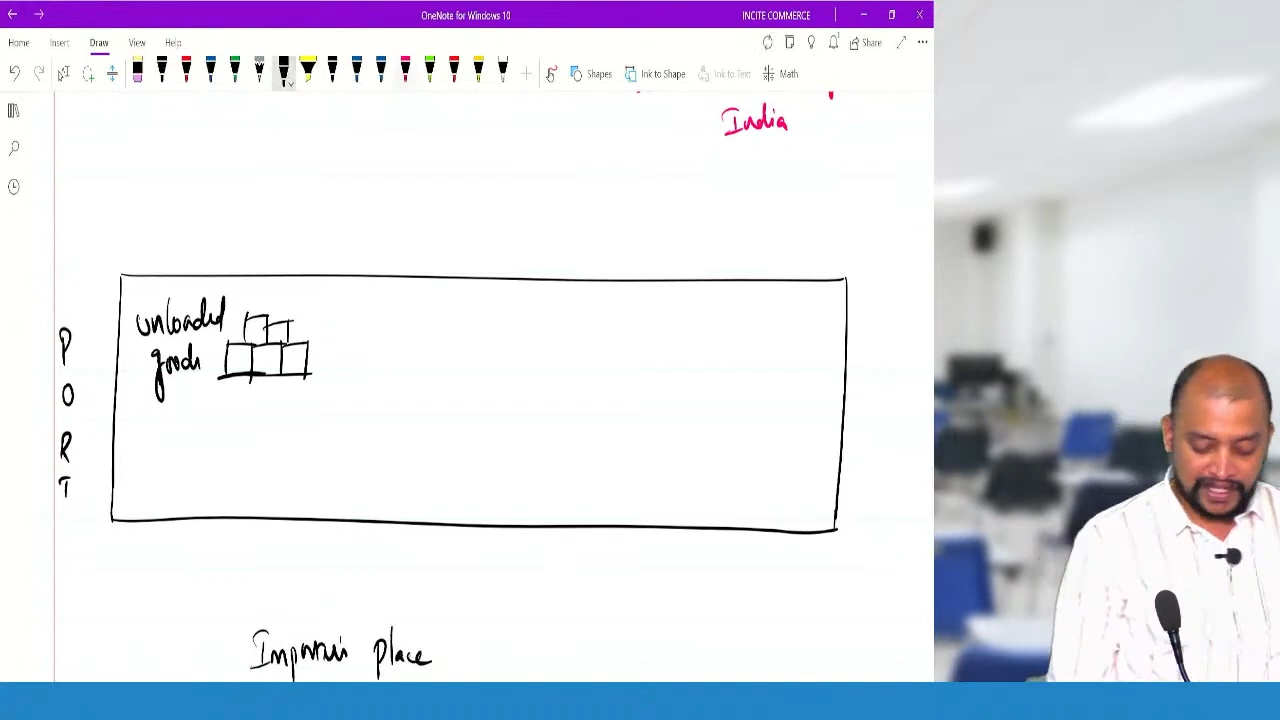 OneNote for Windows 10
INCITE COMMERCE
Home Insert Draw View Help
Share
Shapes Ink to Shape Ink to Text Math
India
unloaded
goods
P
O
R
T
place